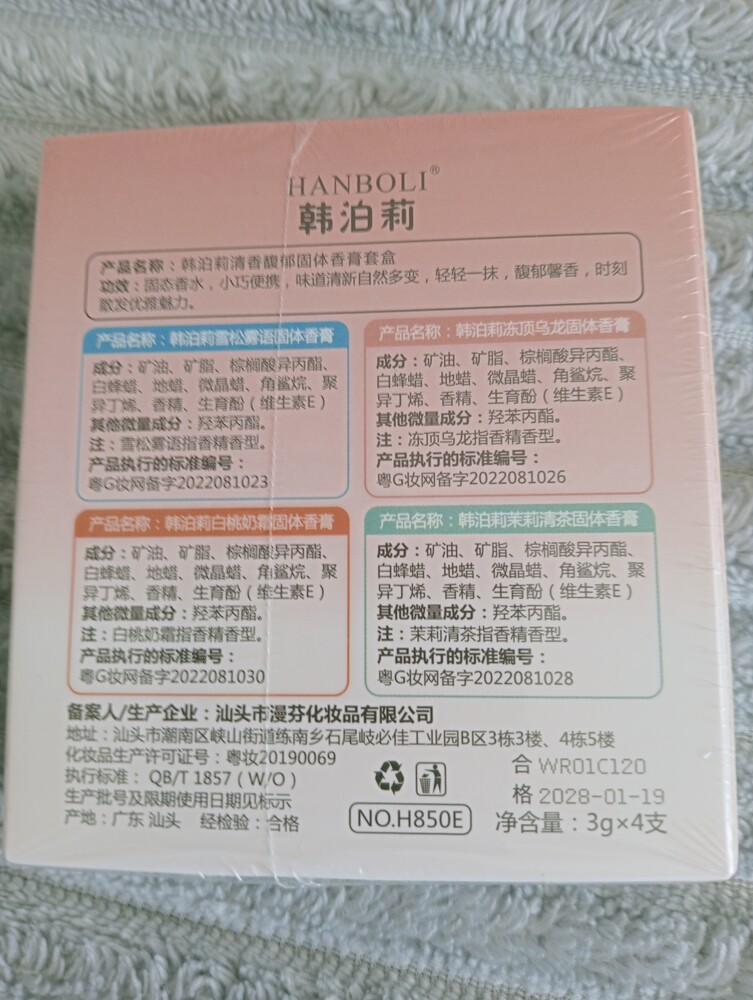 HANBOLI®
韩泊莉
产品名称：韩泊莉清香馥郁固体香膏套盒
功效：固态香水，小巧便携，味道清新自然多变，轻轻一抹，馥郁馨香，时刻
散发优雅魅力。
产品名称：韩泊莉雪松雾语固体香膏
成分：矿油、矿脂、棕榈酸异丙酯、
白蜂蜡、地蜡、微晶蜡、角鲨烷、聚
异丁烯、香精、生育酚（维生素E）
其他微量成分：羟苯丙酯。
注：雪松雾语指香精香型。
产品执行的标准编号：
粤G妆网备字2022081023
产品名称：韩泊莉冻顶乌龙固体香膏
成分：矿油、矿脂、棕榈酸异丙酯、
白蜂蜡、地蜡、微晶蜡、角鲨烷、聚
异丁烯、香精、生育酚（维生素E）
其他微量成分：羟苯丙酯。
注：冻顶乌龙指香精香型。
产品执行的标准编号：
粤G妆网备字2022081026
产品名称：韩泊莉白桃奶霜固体香膏
成分：矿油、矿脂、棕榈酸异丙酯、
白蜂蜡、地蜡、微晶蜡、角鲨烷、聚
异丁烯、香精、生育酚（维生素E）
其他微量成分：羟苯丙酯。
注：白桃奶霜指香精香型。
产品执行的标准编号：
粤G妆网备字2022081030
产品名称：韩泊莉茉莉清茶固体香膏
成分：矿油、矿脂、棕榈酸异丙酯、
白蜂蜡、地蜡、微晶蜡、角鲨烷、聚
异丁烯、香精、生育酚（维生素E）
其他微量成分：羟苯丙酯。
注：茉莉清茶指香精香型。
产品执行的标准编号：
粤G妆网备字2022081028
备案人/生产企业：汕头市漫芬化妆品有限公司
地址：汕头市潮南区峡山街道练南乡石尾岐必佳工业园B区3栋3楼、4栋5楼
化妆品生产许可证号：粤妆20190069
执行标准： QB/T 1857（W/O）
生产批号及限期使用日期见标示
产地：广东 汕头 经检验：合格
合 WR01C120
格 2028-01-19
NO.H850E
净含量：3g×4支